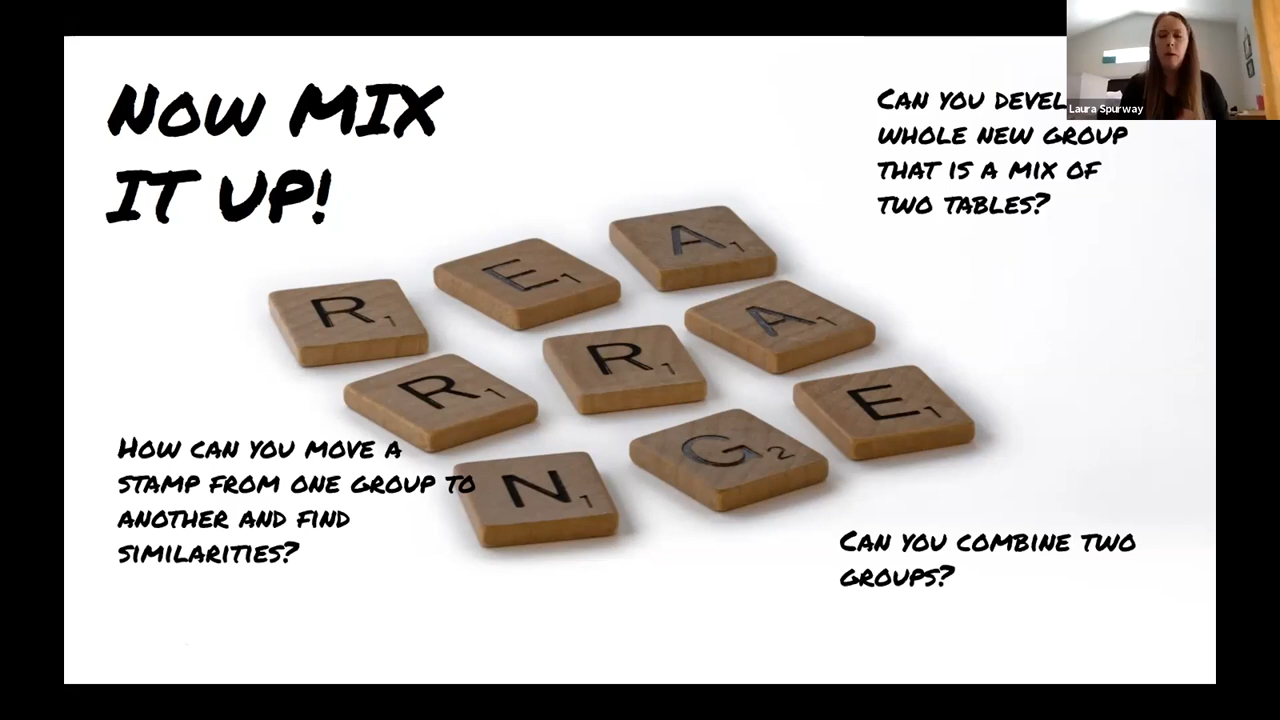 Now MIX
IT UP!
CAN YOU DEVEL
WHOLE NEW GROUP
THAT IS A MIX OF
TWO TABLES?
Laura Spurway
R1 E1 A1
R1 R1 A1
N1 G2 E1
HOW CAN YOU MOVE A
STAMP FROM ONE GROUP TO
ANOTHER AND FIND
SIMILARITIES?
CAN YOU COMBINE TWO
GROUPS?